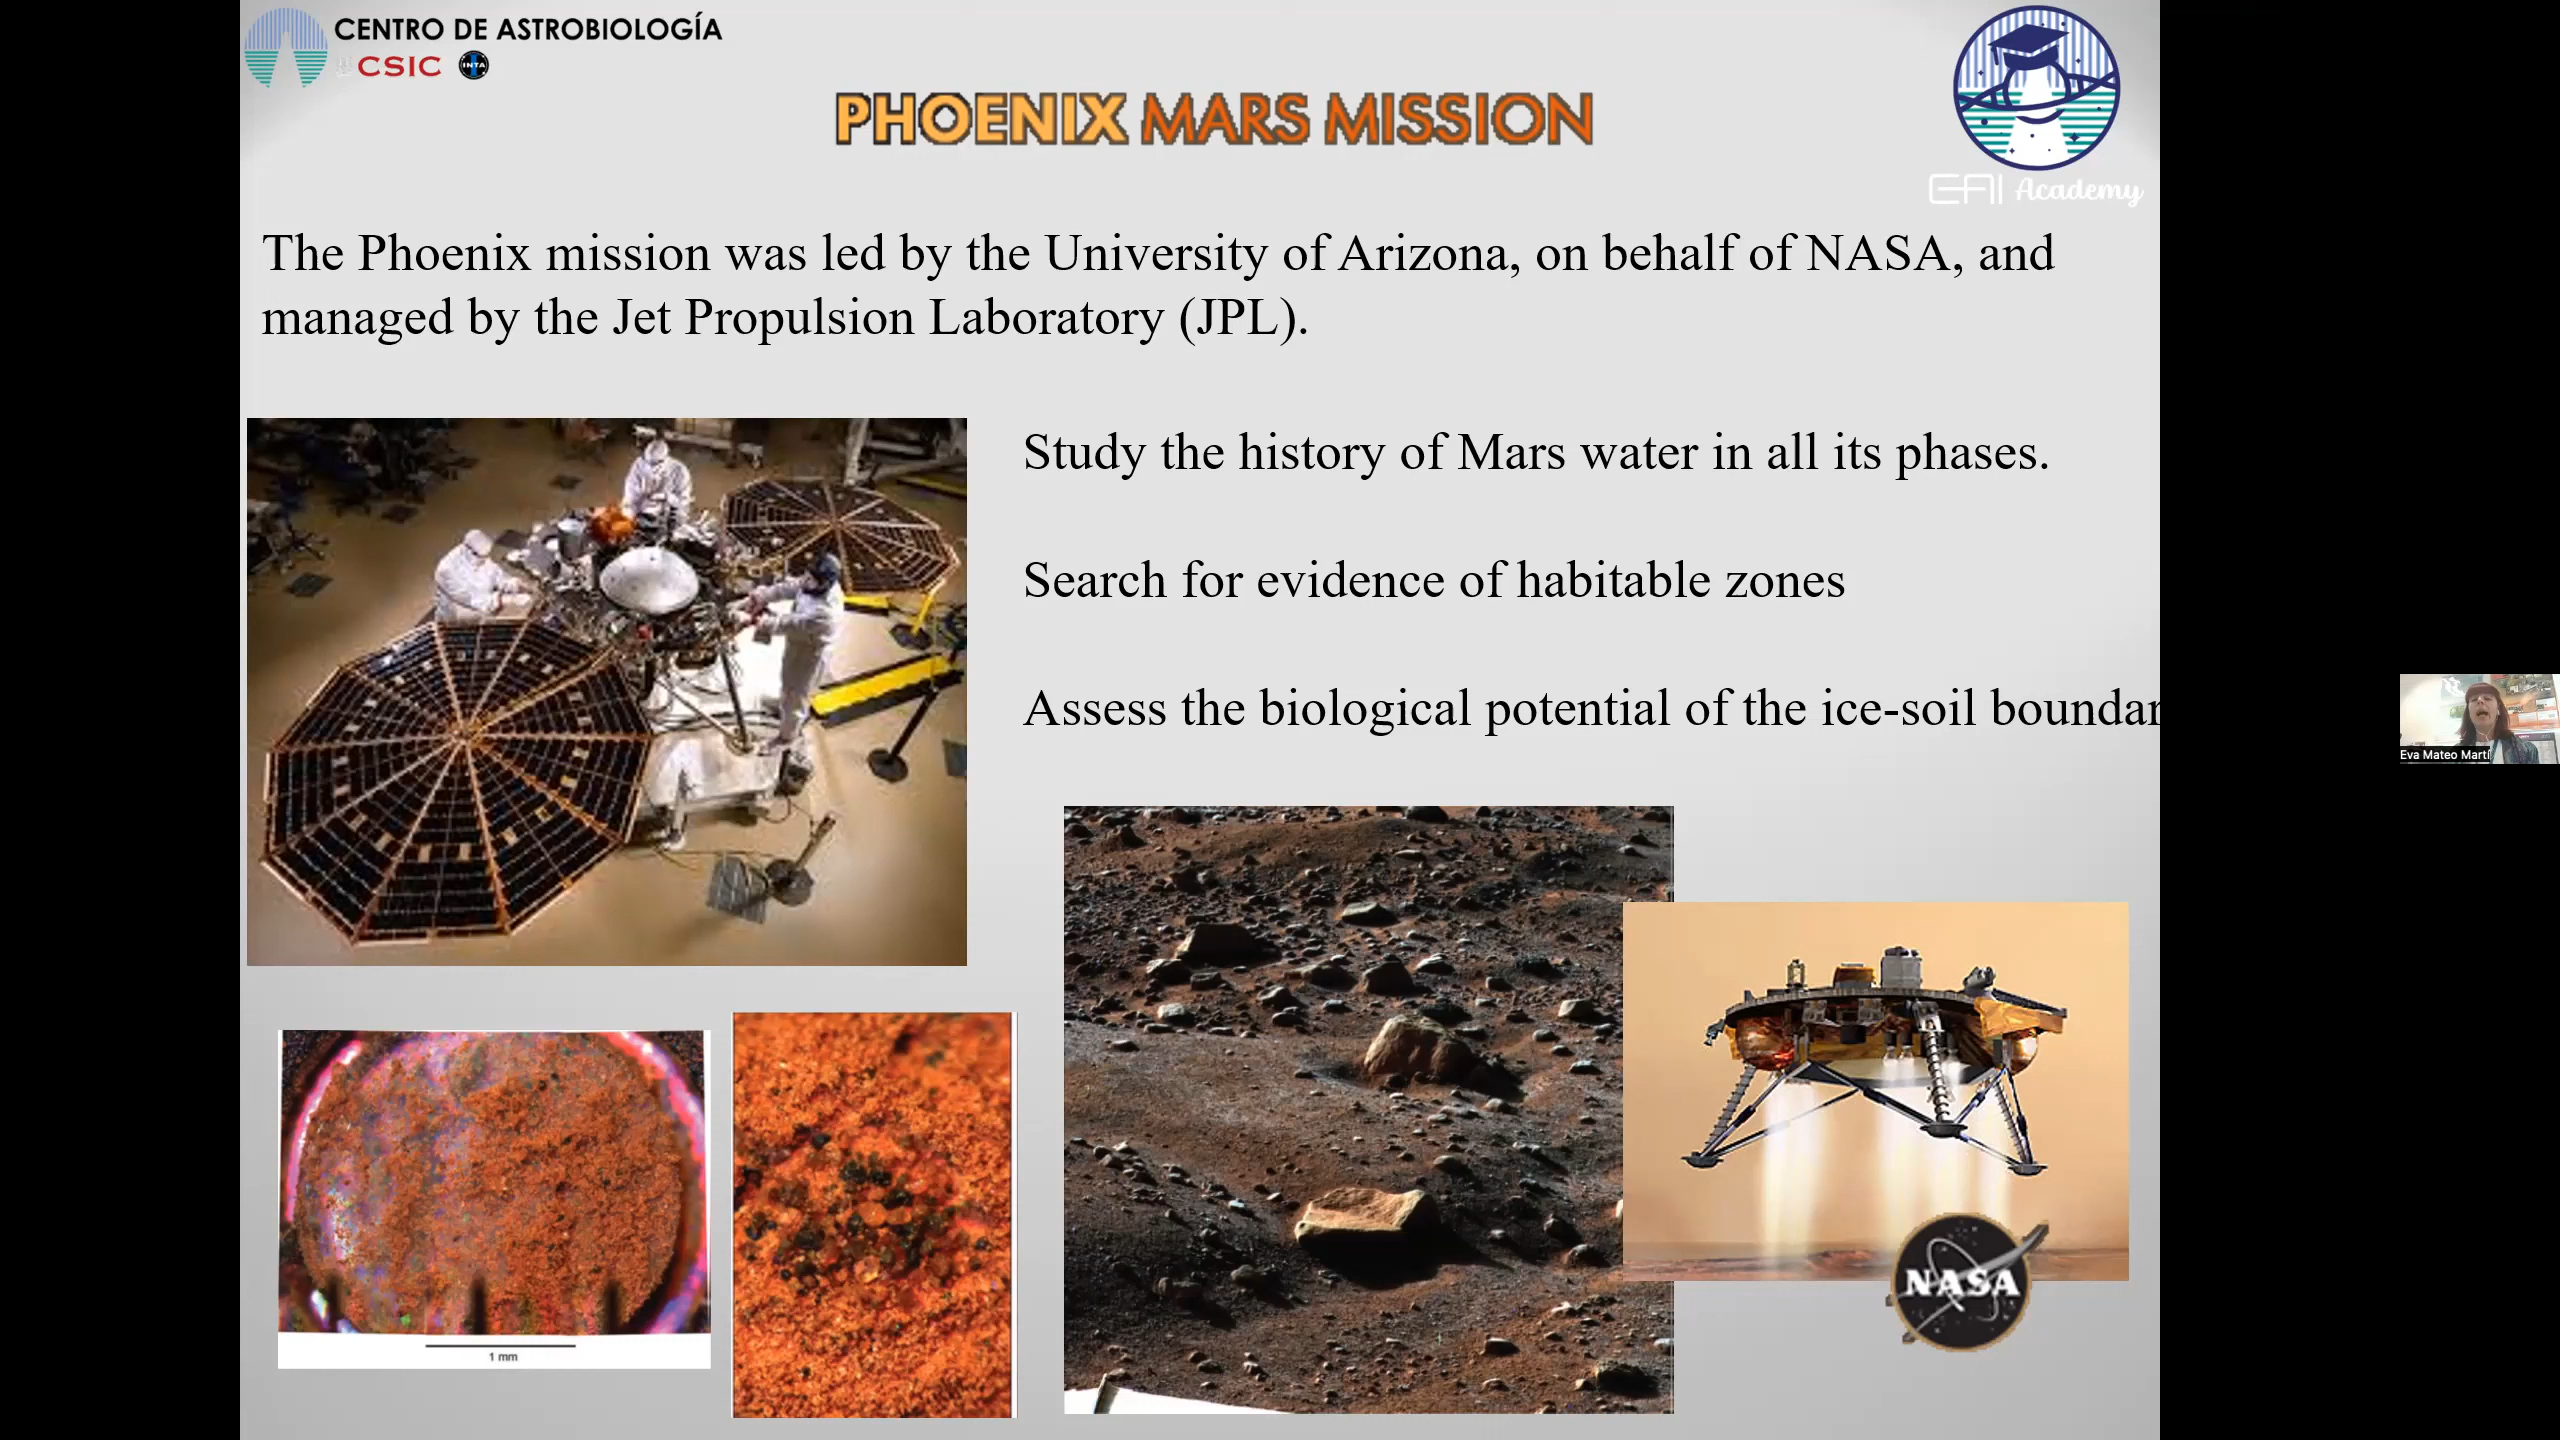 CENTRO DE ASTROBIOLOGÍA
CSIC INTA
PHOENIX MARS MISSION
EAI Academy
The Phoenix mission was led by the University of Arizona, on behalf of NASA, and
managed by the Jet Propulsion Laboratory (JPL).
Study the history of Mars water in all its phases.
Search for evidence of habitable zones
Assess the biological potential of the ice-soil boundar
Eva Mateo Martí
1 mm
NASA